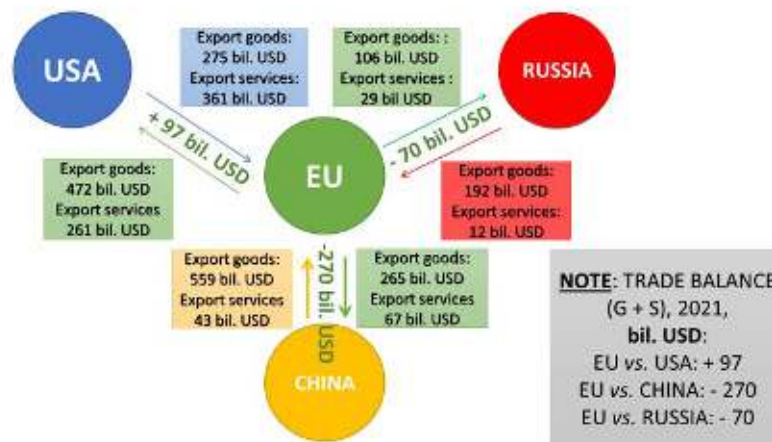 USA
Export goods:
275 bil. USD
Export services:
361 bil. USD
Export goods: :
106 bil. USD
Export services :
29 bil USD
RUSSIA
+ 97 bil. USD
EU
- 70 bil. USD
Export goods:
472 bil. USD
Export services
261 bil. USD
Export goods:
192 bil. USD
Export services:
12 bil. USD
Export goods:
559 bil. USD
Export services
43 bil. USD
-270 bil. USD
Export goods:
265 bil. USD
Export services
67 bil. USD
CHINA
NOTE: TRADE BALANCE
(G + S), 2021,
bil. USD:
EU vs. USA: + 97
EU vs. CHINA: - 270
EU vs. RUSSIA: - 70